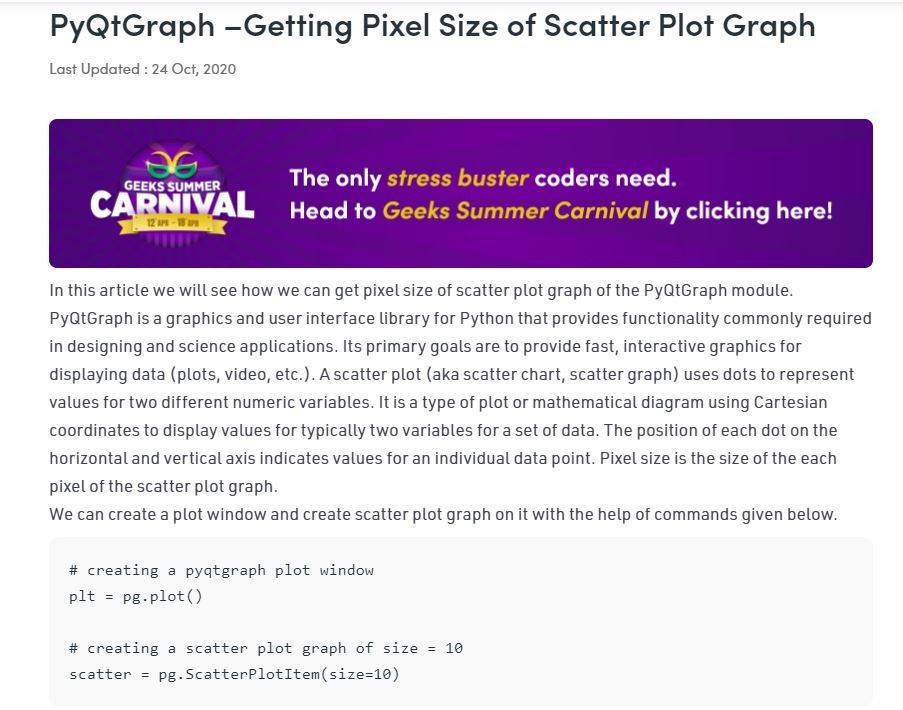 PyQtGraph –Getting Pixel Size of Scatter Plot Graph
Last Updated : 24 Oct, 2020
GEEKS SUMMER
CARNIVAL
12 APR - 18 APR
The only stress buster coders need.
Head to Geeks Summer Carnival by clicking here!
In this article we will see how we can get pixel size of scatter plot graph of the PyQtGraph module.
PyQtGraph is a graphics and user interface library for Python that provides functionality commonly required
in designing and science applications. Its primary goals are to provide fast, interactive graphics for
displaying data (plots, video, etc.). A scatter plot (aka scatter chart, scatter graph) uses dots to represent
values for two different numeric variables. It is a type of plot or mathematical diagram using Cartesian
coordinates to display values for typically two variables for a set of data. The position of each dot on the
horizontal and vertical axis indicates values for an individual data point. Pixel size is the size of the each
pixel of the scatter plot graph.
We can create a plot window and create scatter plot graph on it with the help of commands given below.
# creating a pyqtgraph plot window
plt = pg.plot()
# creating a scatter plot graph of size = 10
scatter = pg.ScatterPlotItem(size=10)